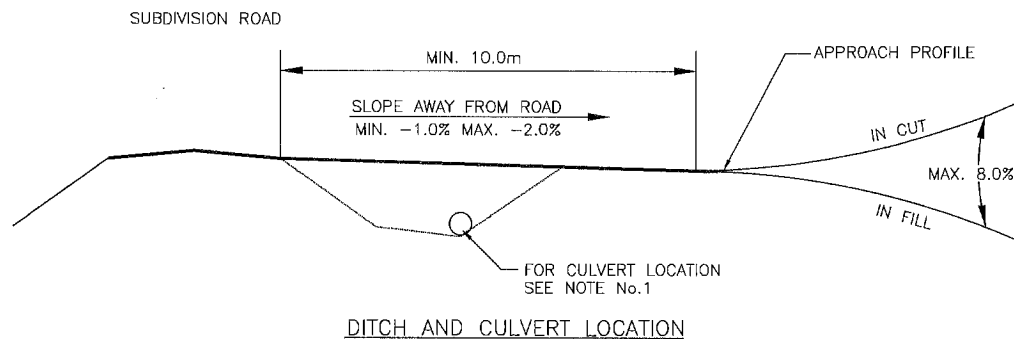 SUBDIVISION ROAD
MIN. 10.0m
APPROACH PROFILE
SLOPE AWAY FROM ROAD
MIN. -1.0% MAX. -2.0%
IN CUT
MAX. 8.0%
IN FILL
FOR CULVERT LOCATION
SEE NOTE No.1
DITCH AND CULVERT LOCATION